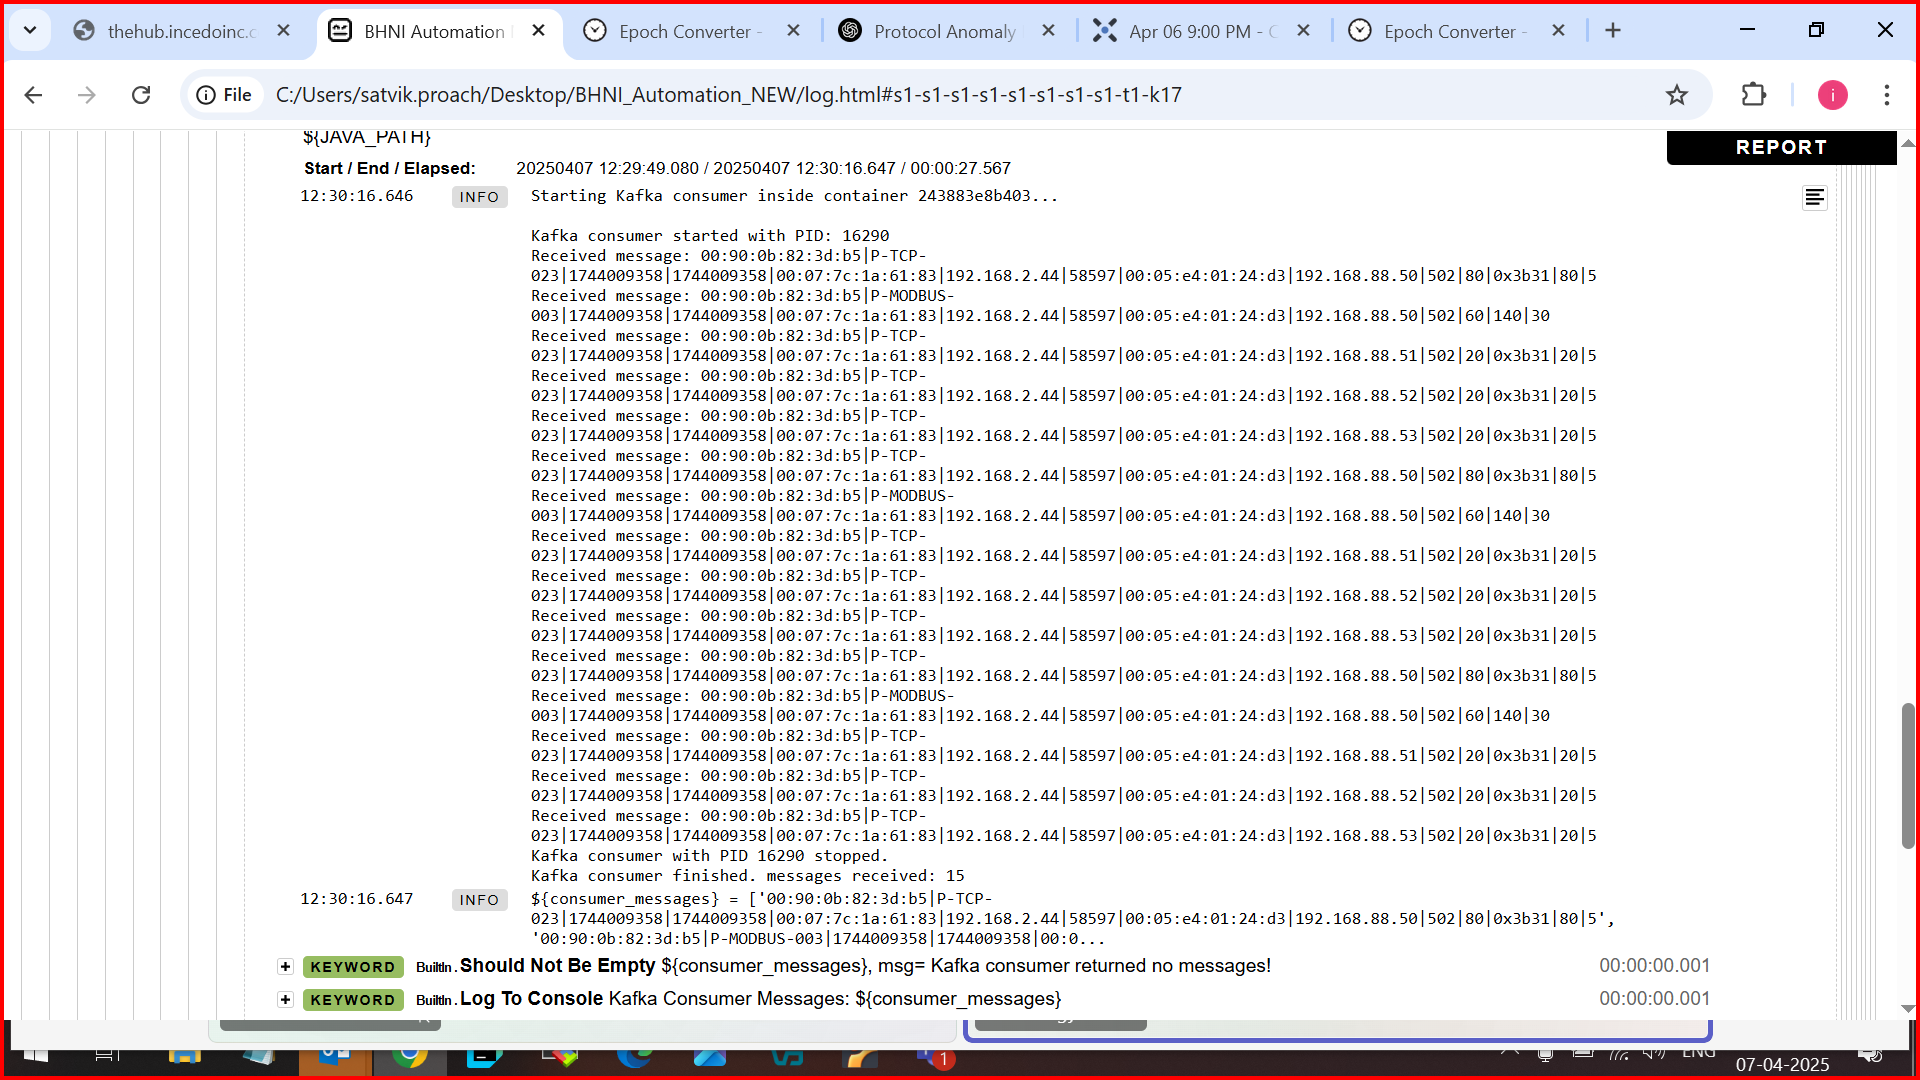 thehub.incedoinc.c
BHNI Automation
Epoch Converter -
Protocol Anomaly
Apr 06 9:00 PM - C
Epoch Converter -
File
C:/Users/satvik.proach/Desktop/BHNI_Automation_NEW/log.html#s1-s1-s1-s1-s1-s1-s1-s1-t1-k17
i
${JAVA_PATH}
REPORT
Start / End / Elapsed: 20250407 12:29:49.080 / 20250407 12:30:16.647 / 00:00:27.567
12:30:16.646 INFO Starting Kafka consumer inside container 243883e8b403...
Kafka consumer started with PID: 16290
Received message: 00:90:0b:82:3d:b5|P-TCP-
023|1744009358|1744009358|00:07:7c:1a:61:83|192.168.2.44|58597|00:05:e4:01:24:d3|192.168.88.50|502|80|0x3b31|80|5
Received message: 00:90:0b:82:3d:b5|P-MODBUS-
003|1744009358|1744009358|00:07:7c:1a:61:83|192.168.2.44|58597|00:05:e4:01:24:d3|192.168.88.50|502|60|140|30
Received message: 00:90:0b:82:3d:b5|P-TCP-
023|1744009358|1744009358|00:07:7c:1a:61:83|192.168.2.44|58597|00:05:e4:01:24:d3|192.168.88.51|502|20|0x3b31|20|5
Received message: 00:90:0b:82:3d:b5|P-TCP-
023|1744009358|1744009358|00:07:7c:1a:61:83|192.168.2.44|58597|00:05:e4:01:24:d3|192.168.88.52|502|20|0x3b31|20|5
Received message: 00:90:0b:82:3d:b5|P-TCP-
023|1744009358|1744009358|00:07:7c:1a:61:83|192.168.2.44|58597|00:05:e4:01:24:d3|192.168.88.53|502|20|0x3b31|20|5
Received message: 00:90:0b:82:3d:b5|P-TCP-
023|1744009358|1744009358|00:07:7c:1a:61:83|192.168.2.44|58597|00:05:e4:01:24:d3|192.168.88.50|502|80|0x3b31|80|5
Received message: 00:90:0b:82:3d:b5|P-MODBUS-
003|1744009358|1744009358|00:07:7c:1a:61:83|192.168.2.44|58597|00:05:e4:01:24:d3|192.168.88.50|502|60|140|30
Received message: 00:90:0b:82:3d:b5|P-TCP-
023|1744009358|1744009358|00:07:7c:1a:61:83|192.168.2.44|58597|00:05:e4:01:24:d3|192.168.88.51|502|20|0x3b31|20|5
Received message: 00:90:0b:82:3d:b5|P-TCP-
023|1744009358|1744009358|00:07:7c:1a:61:83|192.168.2.44|58597|00:05:e4:01:24:d3|192.168.88.52|502|20|0x3b31|20|5
Received message: 00:90:0b:82:3d:b5|P-TCP-
023|1744009358|1744009358|00:07:7c:1a:61:83|192.168.2.44|58597|00:05:e4:01:24:d3|192.168.88.53|502|20|0x3b31|20|5
Received message: 00:90:0b:82:3d:b5|P-TCP-
023|1744009358|1744009358|00:07:7c:1a:61:83|192.168.2.44|58597|00:05:e4:01:24:d3|192.168.88.50|502|80|0x3b31|80|5
Received message: 00:90:0b:82:3d:b5|P-MODBUS-
003|1744009358|1744009358|00:07:7c:1a:61:83|192.168.2.44|58597|00:05:e4:01:24:d3|192.168.88.50|502|60|140|30
Received message: 00:90:0b:82:3d:b5|P-TCP-
023|1744009358|1744009358|00:07:7c:1a:61:83|192.168.2.44|58597|00:05:e4:01:24:d3|192.168.88.51|502|20|0x3b31|20|5
Received message: 00:90:0b:82:3d:b5|P-TCP-
023|1744009358|1744009358|00:07:7c:1a:61:83|192.168.2.44|58597|00:05:e4:01:24:d3|192.168.88.52|502|20|0x3b31|20|5
Received message: 00:90:0b:82:3d:b5|P-TCP-
023|1744009358|1744009358|00:07:7c:1a:61:83|192.168.2.44|58597|00:05:e4:01:24:d3|192.168.88.53|502|20|0x3b31|20|5
Kafka consumer with PID 16290 stopped.
Kafka consumer finished. messages received: 15
12:30:16.647 INFO ${consumer_messages} = ['00:90:0b:82:3d:b5|P-TCP-
023|1744009358|1744009358|00:07:7c:1a:61:83|192.168.2.44|58597|00:05:e4:01:24:d3|192.168.88.50|502|80|0x3b31|80|5',
'00:90:0b:82:3d:b5|P-MODBUS-003|1744009358|1744009358|00:0...
+ KEYWORD BuiltIn.Should Not Be Empty ${consumer_messages}, msg= Kafka consumer returned no messages! 00:00:00.001
+ KEYWORD BuiltIn.Log To Console Kafka Consumer Messages: ${consumer_messages} 00:00:00.001
1
ENG
07-04-2025